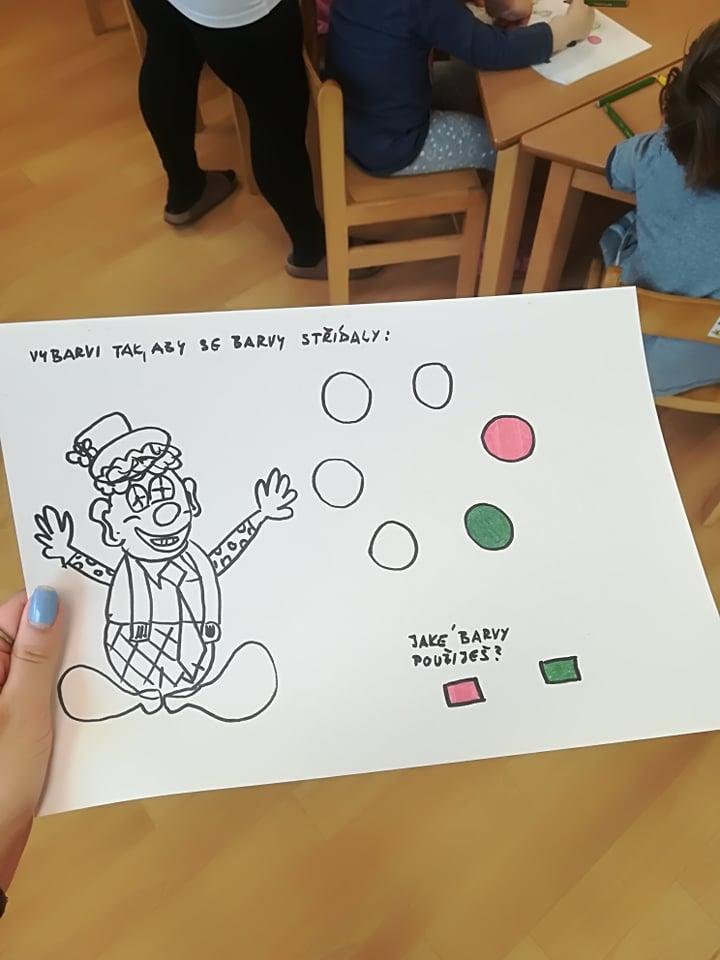 VYBARVI TAK, ABY SE BARVY STŘÍDALY:
JAKÉ BARVY
POUŽIJEŠ?